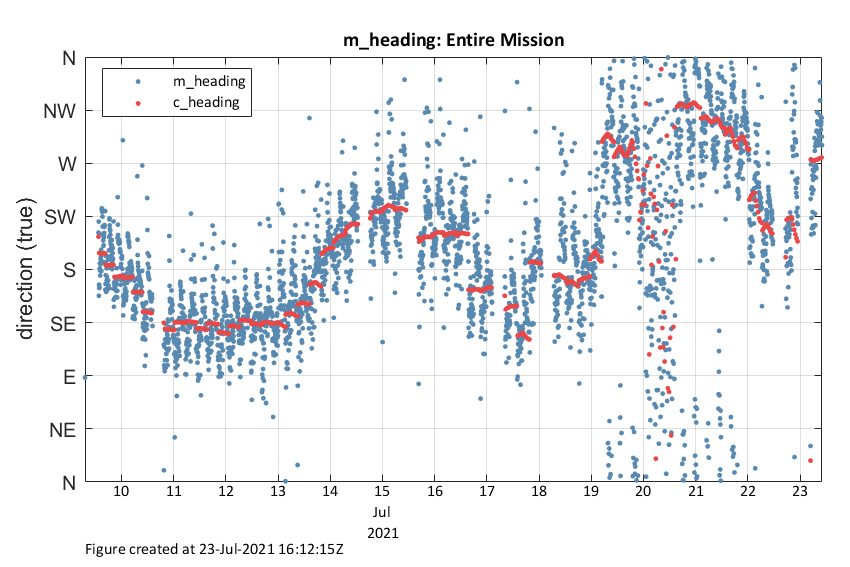 m_heading: Entire Mission
N
m_heading
c_heading
NW
W
SW
direction (true)
S
SE
E
NE
N
10 11 12 13 14 15 16 17 18 19 20 21 22 23
Jul
2021
Figure created at 23-Jul-2021 16:12:15Z